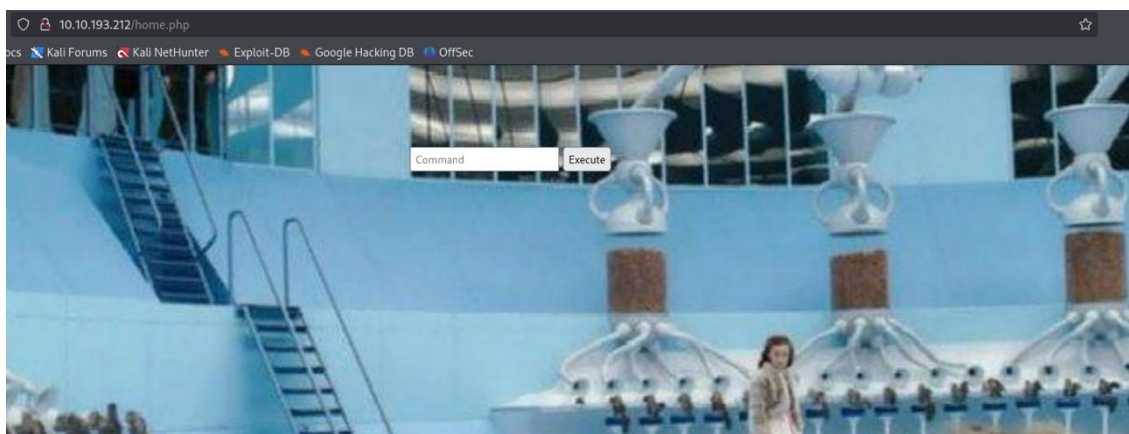 10.10.193.212/home.php
ocs Kali Forums Kali NetHunter Exploit-DB Google Hacking DB OffSec
Command Execute